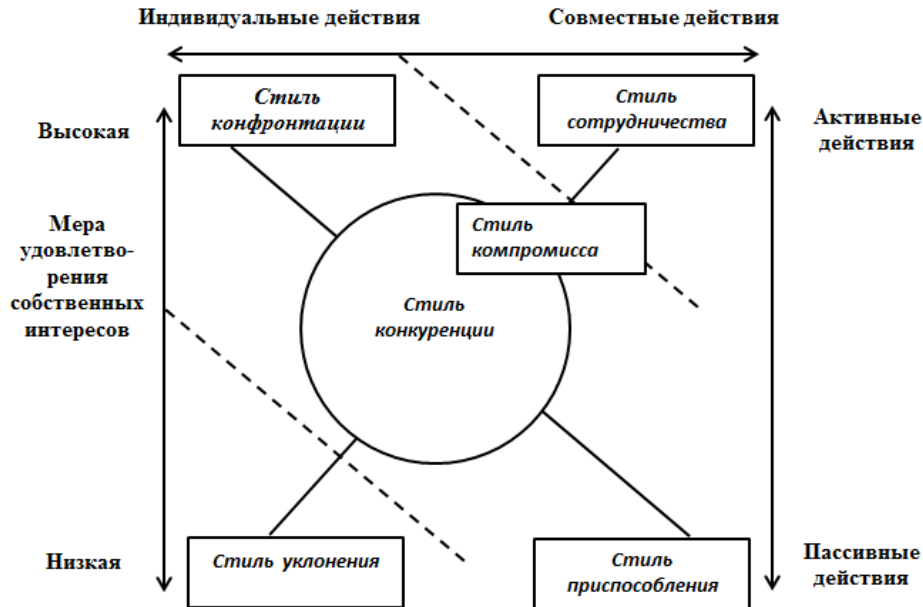 Индивидуальные действия
Совместные действия
Стиль
конфронтации
Стиль
сотрудничества
Высокая
Активные
действия
Мера
удовлетво-
рения
собственных
интересов
Стиль
компромисса
Стиль
конкуренции
Низкая
Стиль уклонения
Стиль
приспособления
Пассивные
действия